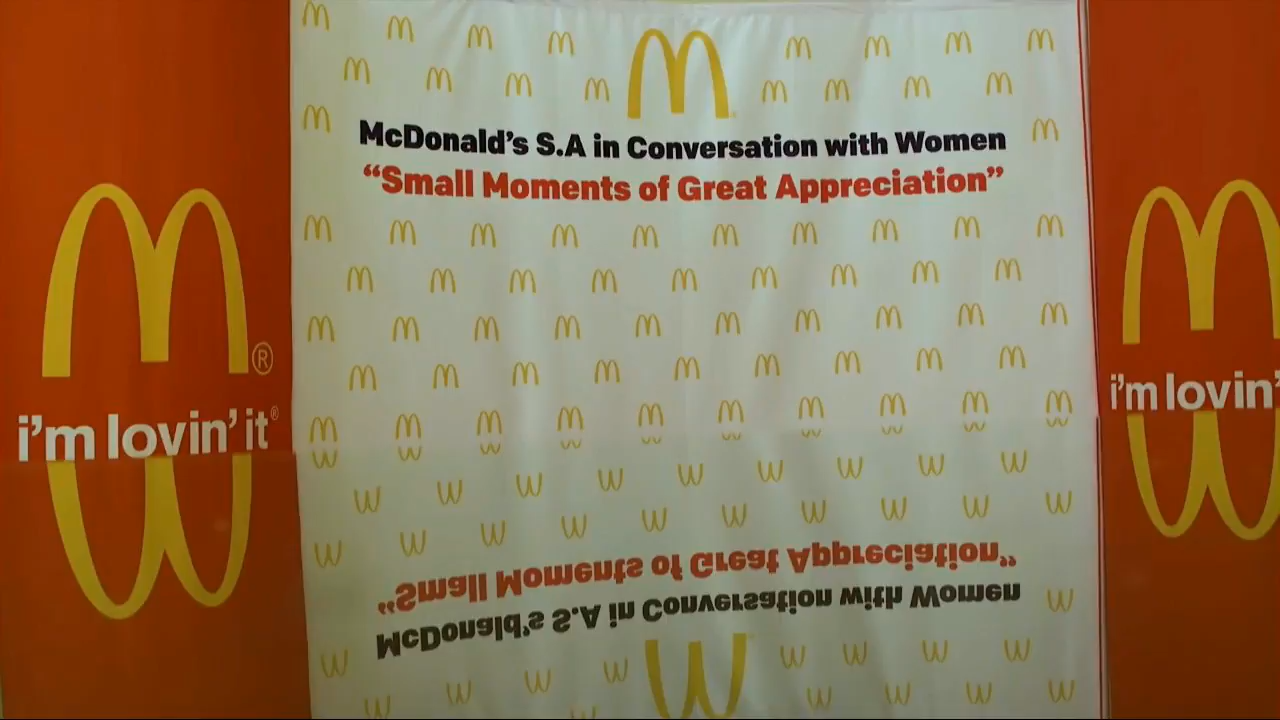 McDonald's S.A in Conversation with Women
“Small Moments of Great Appreciation”
i'm lovin' it®
i'm lovin'
“Small Moments of Great Appreciation”
McDonald's S.A in Conversation with Women